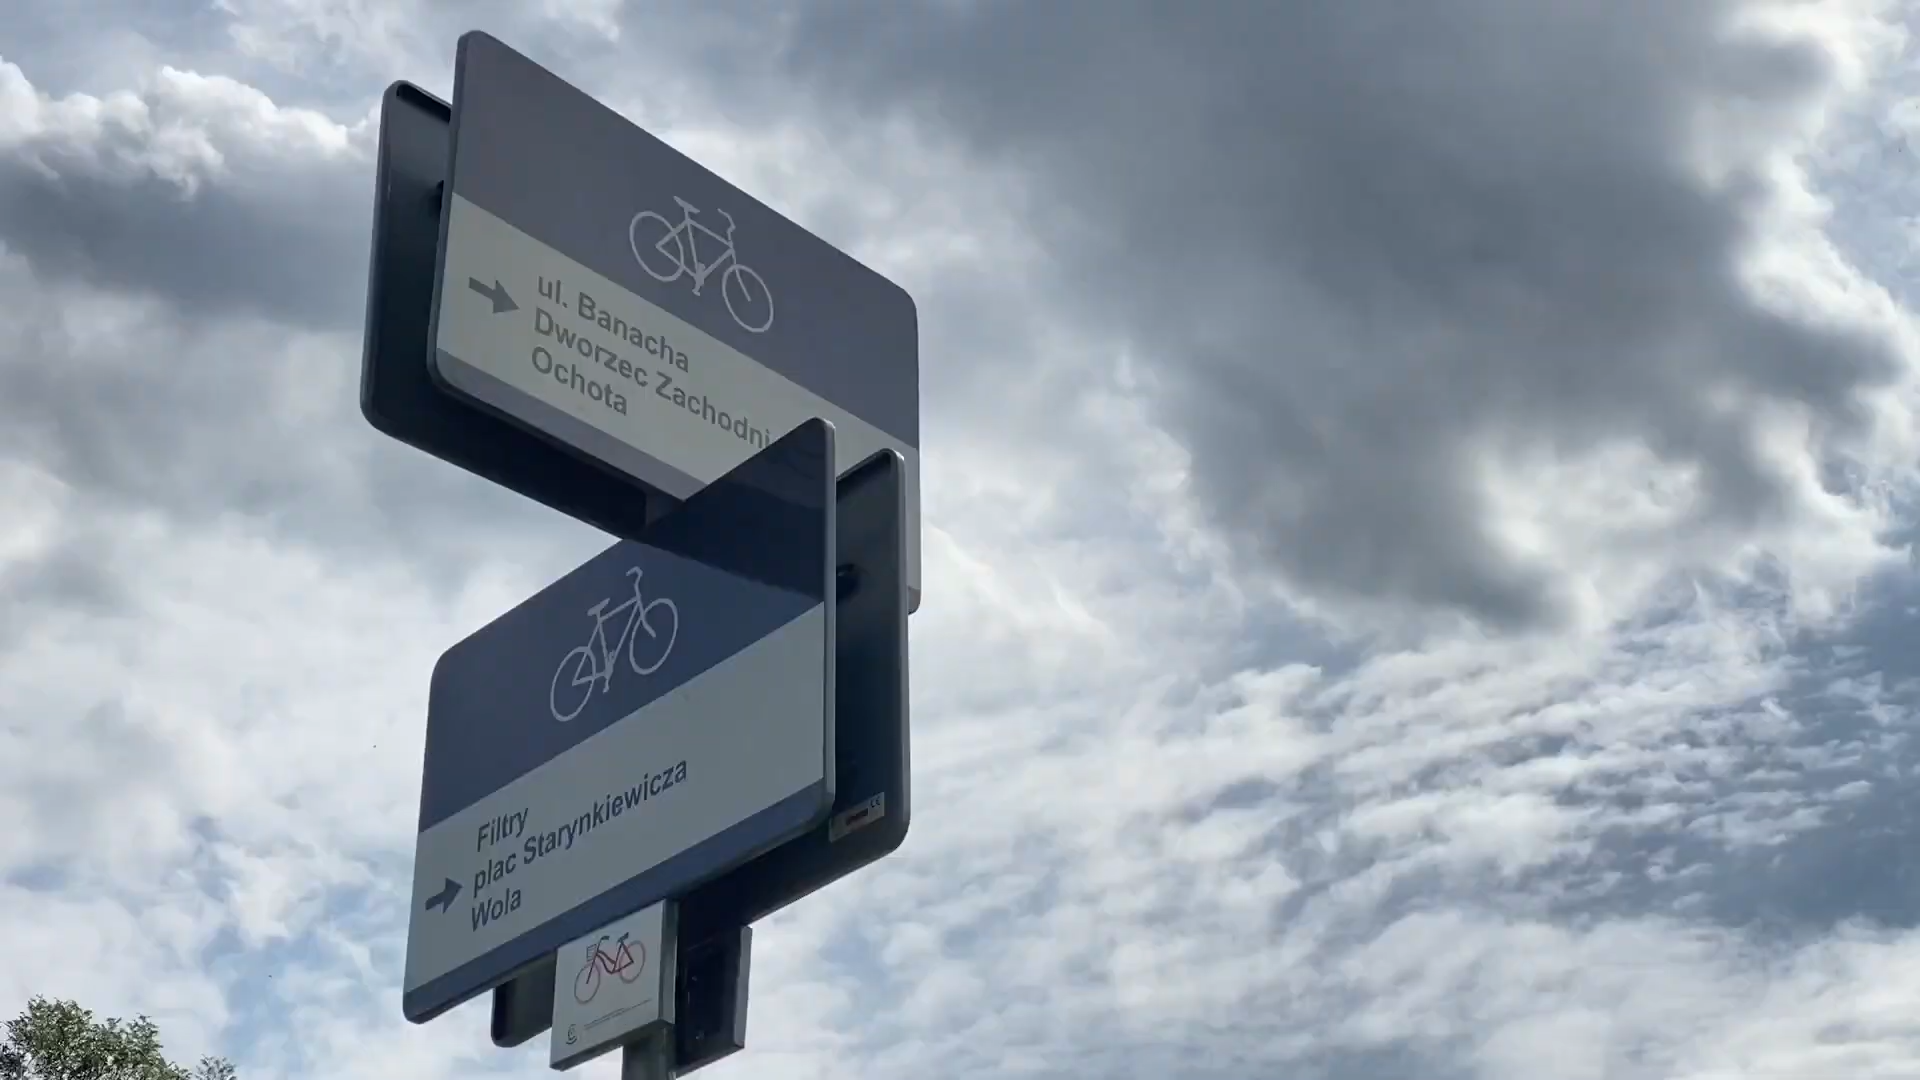 ul. Banacha
Dworzec Zachodni
Ochota
Filtry
plac Starynkiewicza
Wola